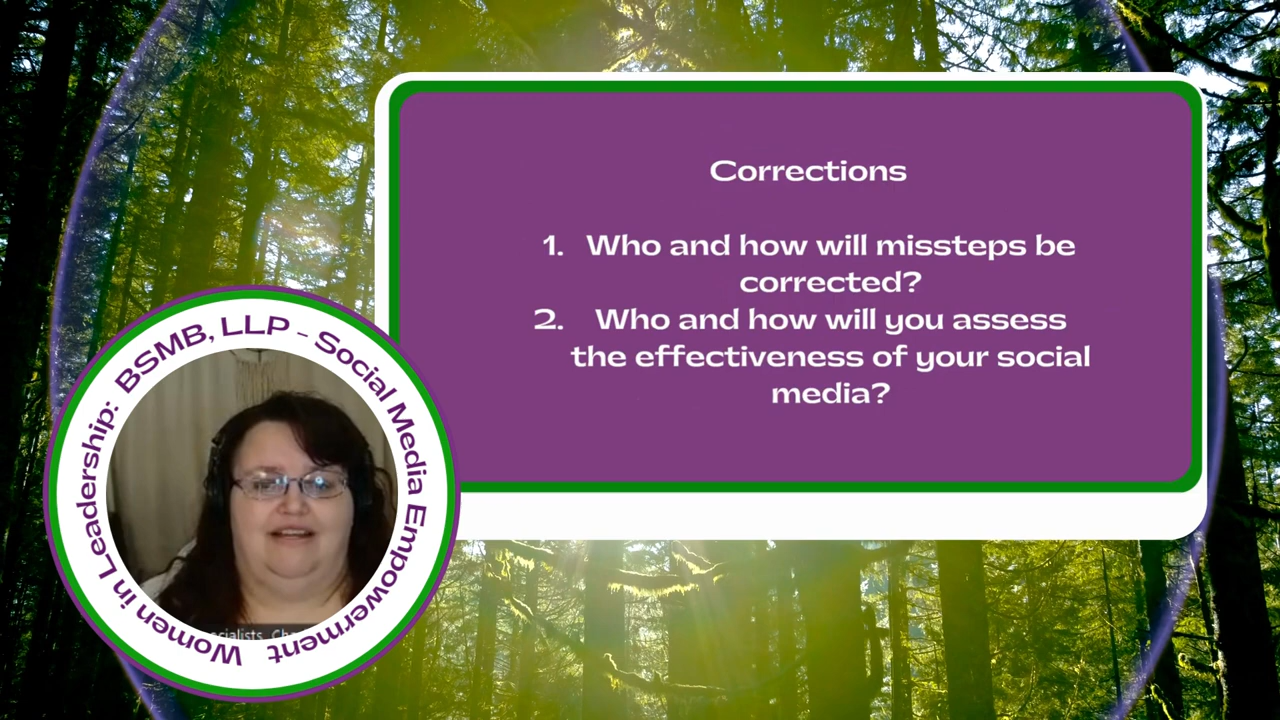 Corrections
1. Who and how will missteps be
corrected?
2. Who and how will you assess
the effectiveness of your social
media?
Women in Leadership: BSMB, LLP - Social Media Empowerment